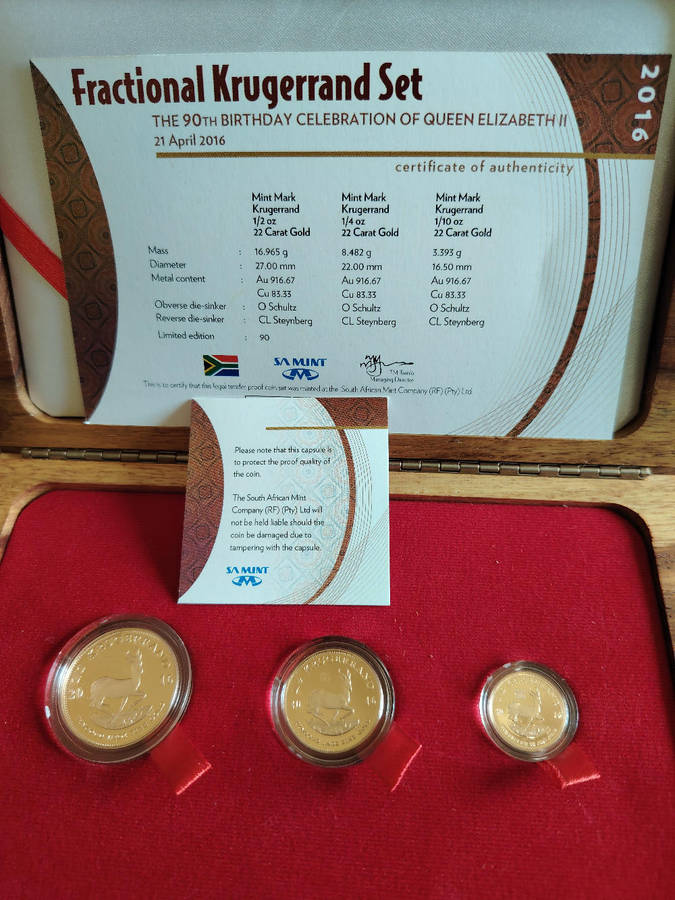 Fractional Krugerrand Set
2016
THE 90TH BIRTHDAY CELEBRATION OF QUEEN ELIZABETH II
21 April 2016
certificate of authenticity
Mint Mark Mint Mark Mint Mark
Krugerrand Krugerrand Krugerrand
1/2 oz 1/4 oz 1/10 oz
22 Carat Gold 22 Carat Gold 22 Carat Gold
Mass : 16.965 g 8.482 g 3.393 g
Diameter : 27.00 mm 22.00 mm 16.50 mm
Metal content : Au 916.67 Au 916.67 Au 916.67
Cu 83.33 Cu 83.33 Cu 83.33
Obverse die-sinker : O Schultz O Schultz O Schultz
Reverse die-sinker : CL Steynberg CL Steynberg CL Steynberg
Limited edition : 90
SA MINT
Managing Director
This is to certify that this legal tender proof coin set was minted at the South African Mint Company (RF) (Pty) Ltd
Please note that this capsule is
to protect the proof quality of
the coin.
The South African Mint
Company (RF) (Pty) Ltd will
not be held liable should the
coin be damaged due to
tampering with the capsule.
SA MINT
KRUGERRAND
20 16
KRUGERRAND
KRUGERRAND